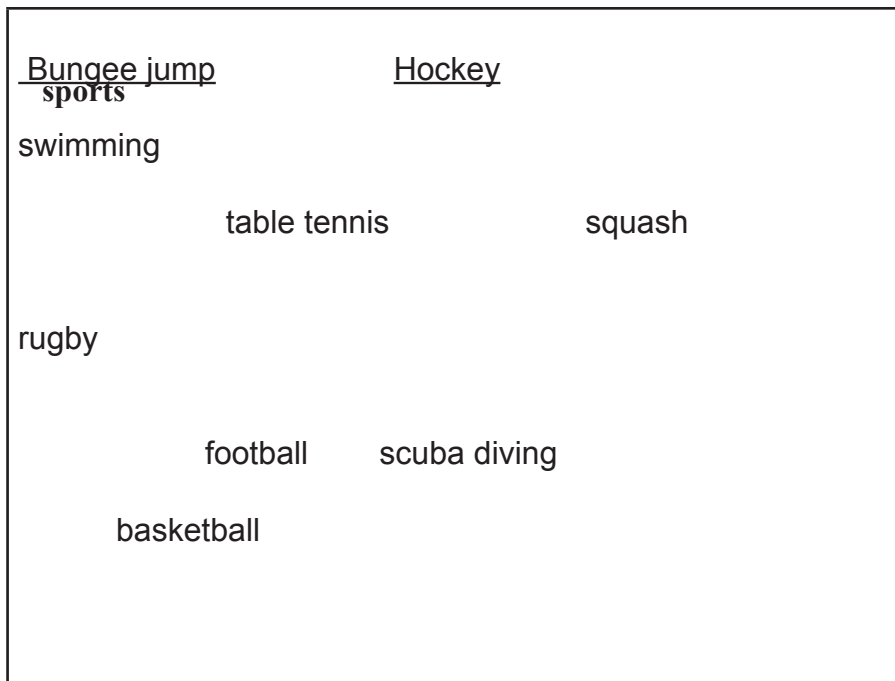 Bungee jump Hockey
sports
swimming
table tennis squash
rugby
football scuba diving
basketball